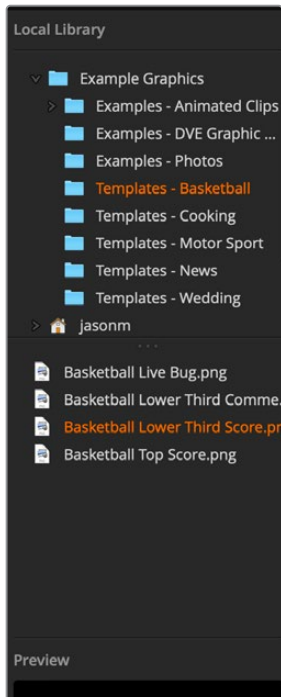 Local Library
Example Graphics
Examples - Animated Clips
Examples - DVE Graphic ...
Examples - Photos
Templates - Basketball
Templates - Cooking
Templates - Motor Sport
Templates - News
Templates - Wedding
jasonm
Basketball Live Bug.png
Basketball Lower Third Comme.
Basketball Lower Third Score.pr
Basketball Top Score.png
Preview